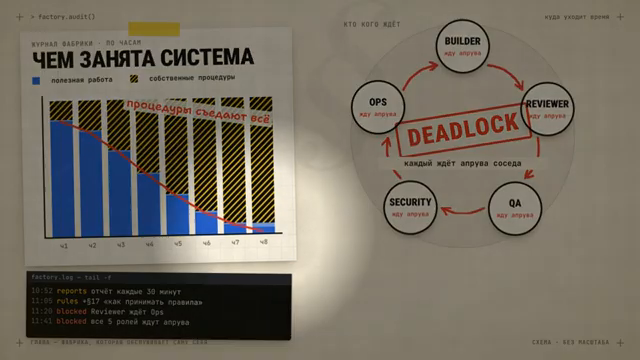 > factory.audit()
ЖУРНАЛ ФАБРИКИ · ПО ЧАСАМ
ЧЕМ ЗАНЯТА СИСТЕМА
полезная работа
собственные процедуры
процедуры съедают всё
ч1 ч2 ч3 ч4 ч5 ч6 ч7 ч8
factory.log — tail -f
10:52 reports отчёт каждые 30 минут
11:05 rules +§17 «как принимать правила»
11:20 blocked Reviewer ждёт Ops
11:41 blocked все 5 ролей ждут апрува
КТО КОГО ЖДЁТ
куда уходит время
BUILDER
жду апрува
OPS
жду апрува
REVIEWER
жду апрува
DEADLOCK
каждый ждёт апрува соседа
SECURITY
жду апрува
QA
жду апрува
ГЛАВА · ФАБРИКА, КОТОРАЯ ОБСЛУЖИВАЕТ САМА СЕБЯ
СХЕМА · БЕЗ МАСШТАБА